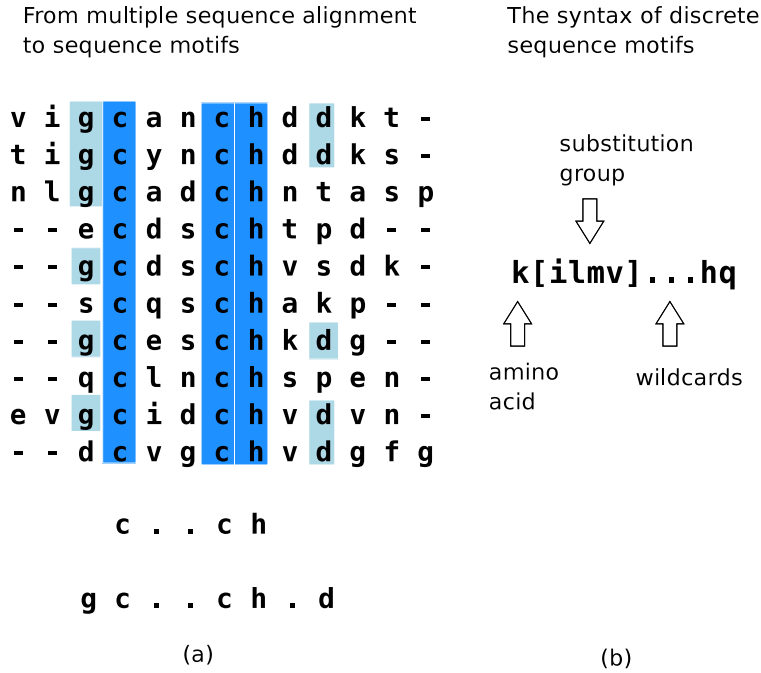 From multiple sequence alignment
to sequence motifs
v i g c a n c h d d k t -
t i g c y n c h d d k s -
n l g c a d c h n t a s p
- - e c d s c h t p d - -
- - g c d s c h v s d k -
- - s c q s c h a k p - -
- - g c e s c h k d g - -
- - q c l n c h s p e n -
e v g c i d c h v d v n -
- - d c v g c h v d g f g
c . . c h
g c . . c h . d
(a)
The syntax of discrete
sequence motifs
substitution
group
k[ilmv]...hq
amino
acid
wildcards
(b)